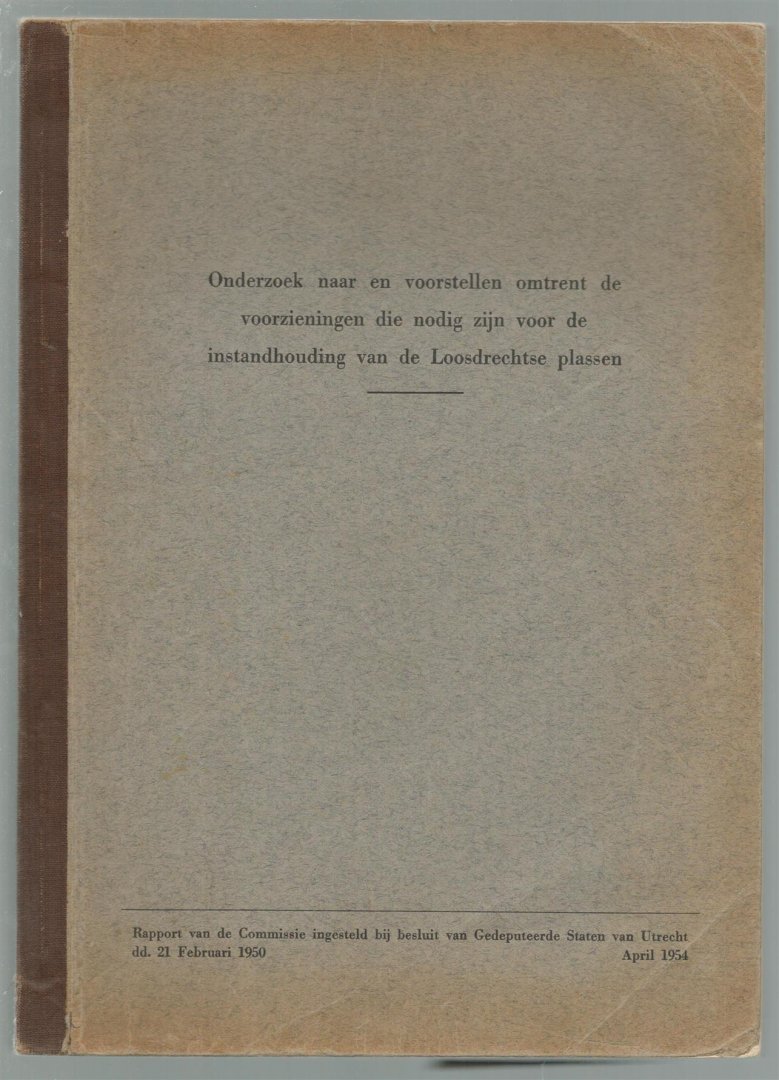 Onderzoek naar en voorstellen omtrent de
voorzieningen die nodig zijn voor de
instandhouding van de Loosdrechtse plassen
Rapport van de Commissie ingesteld bij besluit van Gedeputeerde Staten van Utrecht
dd. 21 Februari 1950 April 1954